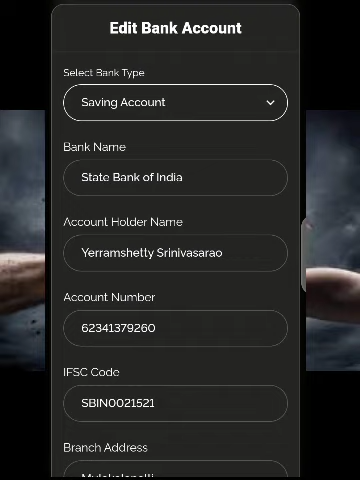 Edit Bank Account
Select Bank Type
Saving Account
Bank Name
State Bank of India
Account Holder Name
Yerramshetty Srinivasarao
Account Number
62341379260
IFSC Code
SBIN0021521
Branch Address